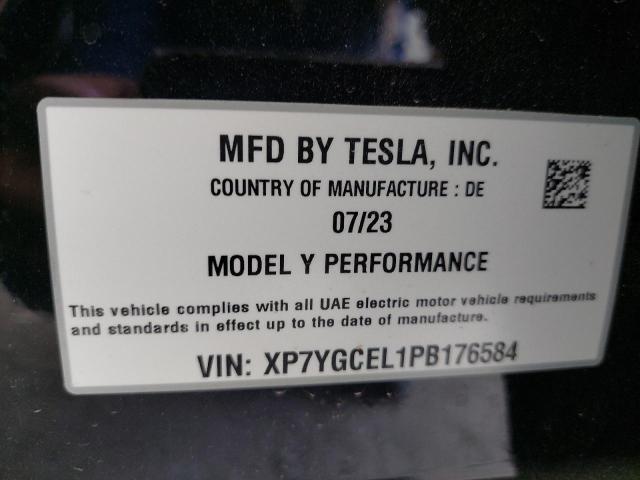 MFD BY TESLA, INC.
COUNTRY OF MANUFACTURE : DE
07/23
MODEL Y PERFORMANCE
This vehicle complies with all UAE electric motor vehicle requirements
and standards in effect up to the date of manufacture.
VIN: XP7YGCEL1PB176584